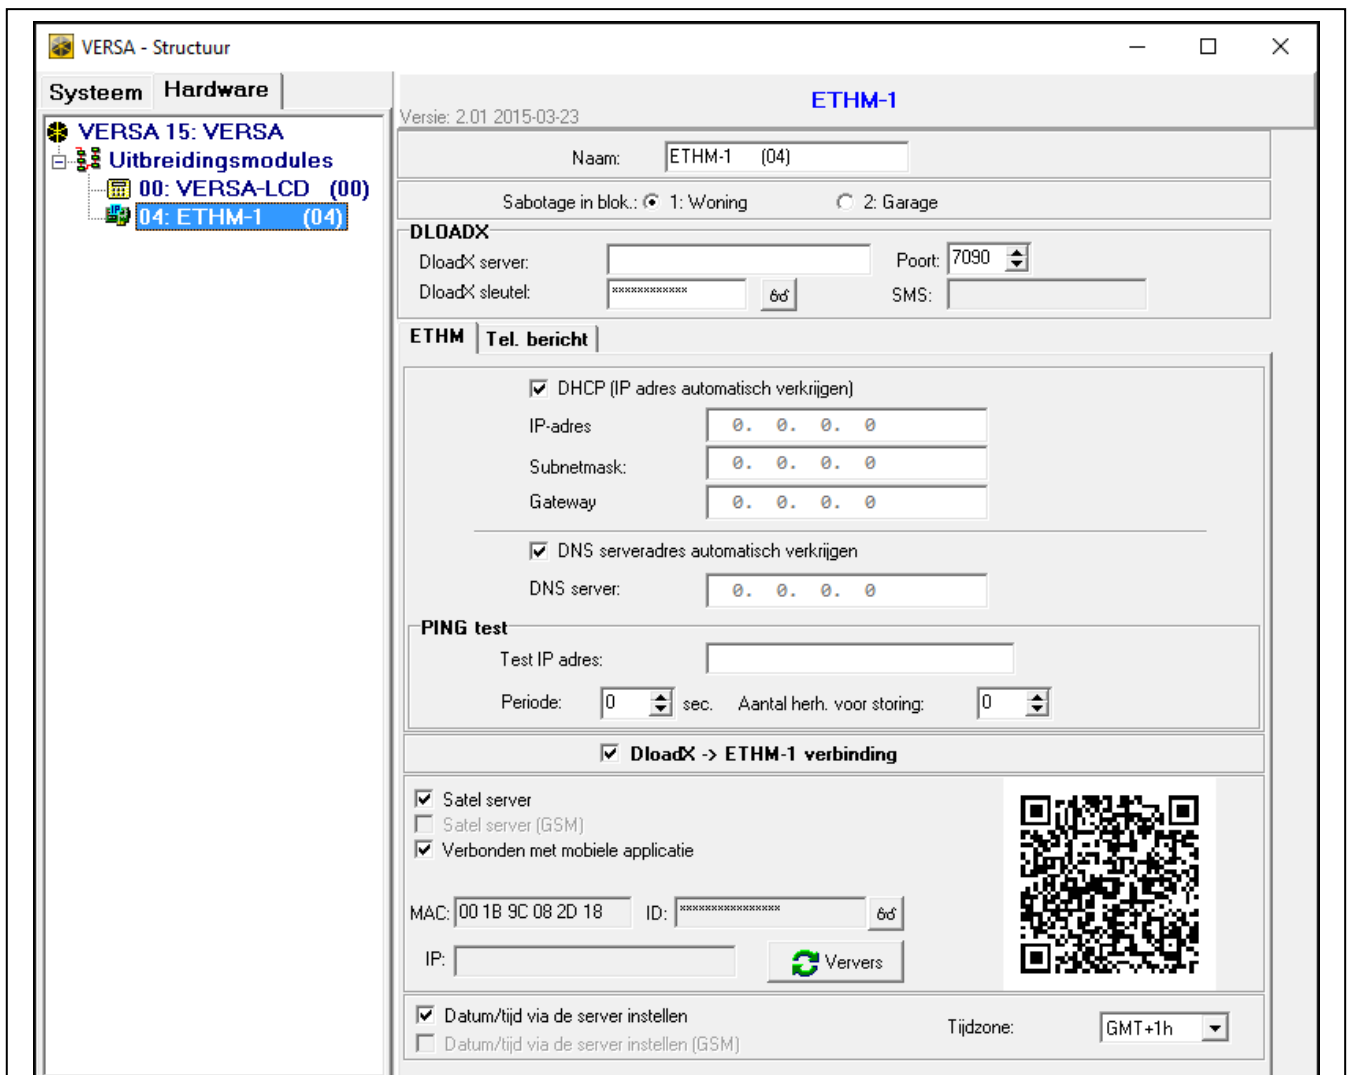 VERSA - Structuur
Systeem Hardware
ETHM-1
Versie: 2.01 2015-03-23
VERSA 15: VERSA
Uitbreidingsmodules
00: VERSA-LCD (00)
04: ETHM-1 (04)
Naam: ETHM-1 (04)
Sabotage in blok.: 1: Woning 2: Garage
DLOADX
DloadX server: Poort: 7090
DloadX sleutel: ************ SMS:
ETHM Tel. bericht
DHCP (IP adres automatisch verkrijgen)
IP-adres 0. 0. 0. 0
Subnetmask: 0. 0. 0. 0
Gateway 0. 0. 0. 0
DNS serveradres automatisch verkrijgen
DNS server: 0. 0. 0. 0
PING test
Test IP adres:
Periode: 0 sec. Aantal herh. voor storing: 0
DloadX -> ETHM-1 verbinding
Satel server
Satel server (GSM)
Verbonden met mobiele applicatie
MAC: 00 1B 9C 08 2D 18 ID: ****************
IP: Ververs
Datum/tijd via de server instellen
Datum/tijd via de server instellen (GSM)
Tijdzone: GMT+1h